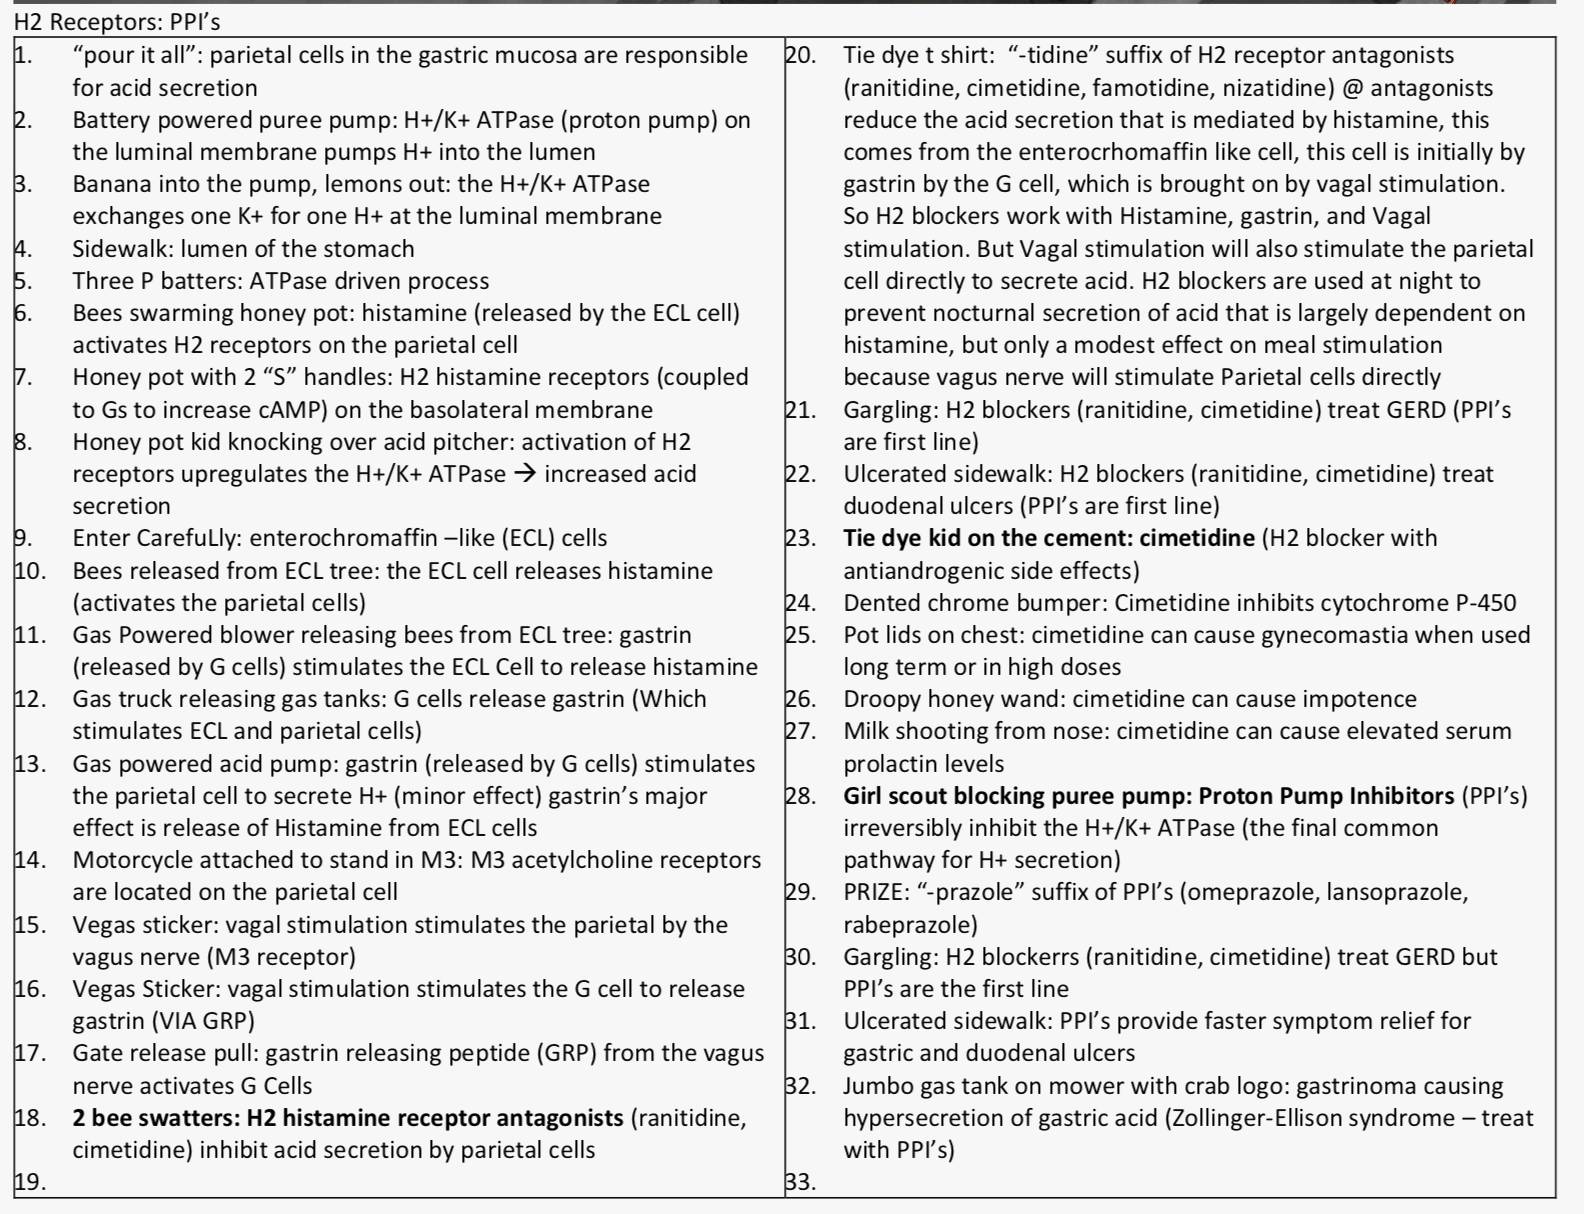 H2 Receptors: PPI’s
1. “pour it all”: parietal cells in the gastric mucosa are responsible
for acid secretion
2. Battery powered puree pump: H+/K+ ATPase (proton pump) on
the luminal membrane pumps H+ into the lumen
3. Banana into the pump, lemons out: the H+/K+ ATPase
exchanges one K+ for one H+ at the luminal membrane
4. Sidewalk: lumen of the stomach
5. Three P batters: ATPase driven process
6. Bees swarming honey pot: histamine (released by the ECL cell)
activates H2 receptors on the parietal cell
7. Honey pot with 2 “S” handles: H2 histamine receptors (coupled
to Gs to increase cAMP) on the basolateral membrane
8. Honey pot kid knocking over acid pitcher: activation of H2
receptors upregulates the H+/K+ ATPase → increased acid
secretion
9. Enter CarefuLly: enterochromaffin –like (ECL) cells
10. Bees released from ECL tree: the ECL cell releases histamine
(activates the parietal cells)
11. Gas Powered blower releasing bees from ECL tree: gastrin
(released by G cells) stimulates the ECL Cell to release histamine
12. Gas truck releasing gas tanks: G cells release gastrin (Which
stimulates ECL and parietal cells)
13. Gas powered acid pump: gastrin (released by G cells) stimulates
the parietal cell to secrete H+ (minor effect) gastrin’s major
effect is release of Histamine from ECL cells
14. Motorcycle attached to stand in M3: M3 acetylcholine receptors
are located on the parietal cell
15. Vegas sticker: vagal stimulation stimulates the parietal by the
vagus nerve (M3 receptor)
16. Vegas Sticker: vagal stimulation stimulates the G cell to release
gastrin (VIA GRP)
17. Gate release pull: gastrin releasing peptide (GRP) from the vagus
nerve activates G Cells
18. 2 bee swatters: H2 histamine receptor antagonists (ranitidine,
cimetidine) inhibit acid secretion by parietal cells
19.
20. Tie dye t shirt: “-tidine” suffix of H2 receptor antagonists
(ranitidine, cimetidine, famotidine, nizatidine) @ antagonists
reduce the acid secretion that is mediated by histamine, this
comes from the enterocrhomaffin like cell, this cell is initially by
gastrin by the G cell, which is brought on by vagal stimulation.
So H2 blockers work with Histamine, gastrin, and Vagal
stimulation. But Vagal stimulation will also stimulate the parietal
cell directly to secrete acid. H2 blockers are used at night to
prevent nocturnal secretion of acid that is largely dependent on
histamine, but only a modest effect on meal stimulation
because vagus nerve will stimulate Parietal cells directly
21. Gargling: H2 blockers (ranitidine, cimetidine) treat GERD (PPI’s
are first line)
22. Ulcerated sidewalk: H2 blockers (ranitidine, cimetidine) treat
duodenal ulcers (PPI’s are first line)
23. Tie dye kid on the cement: cimetidine (H2 blocker with
antiandrogenic side effects)
24. Dented chrome bumper: Cimetidine inhibits cytochrome P-450
25. Pot lids on chest: cimetidine can cause gynecomastia when used
long term or in high doses
26. Droopy honey wand: cimetidine can cause impotence
27. Milk shooting from nose: cimetidine can cause elevated serum
prolactin levels
28. Girl scout blocking puree pump: Proton Pump Inhibitors (PPI’s)
irreversibly inhibit the H+/K+ ATPase (the final common
pathway for H+ secretion)
29. PRIZE: “-prazole” suffix of PPI’s (omeprazole, lansoprazole,
rabeprazole)
30. Gargling: H2 blockerrs (ranitidine, cimetidine) treat GERD but
PPI’s are the first line
31. Ulcerated sidewalk: PPI’s provide faster symptom relief for
gastric and duodenal ulcers
32. Jumbo gas tank on mower with crab logo: gastrinoma causing
hypersecretion of gastric acid (Zollinger-Ellison syndrome – treat
with PPI’s)
33.